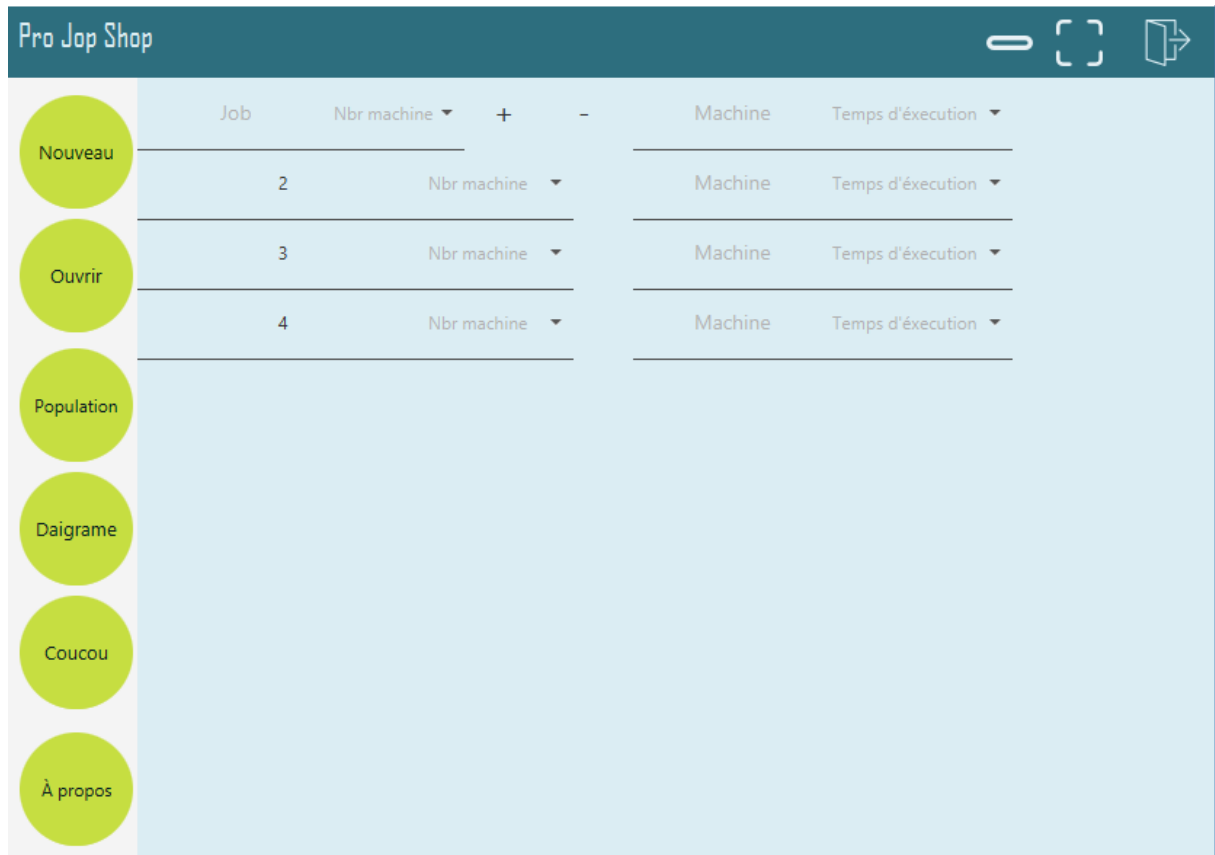 Pro Jop Shop
Job Nbr machine + - Machine Temps d'éxecution
Nouveau
2 Nbr machine Machine Temps d'éxecution
3 Nbr machine Machine Temps d'éxecution
Ouvrir
4 Nbr machine Machine Temps d'éxecution
Population
Daigrame
Coucou
À propos